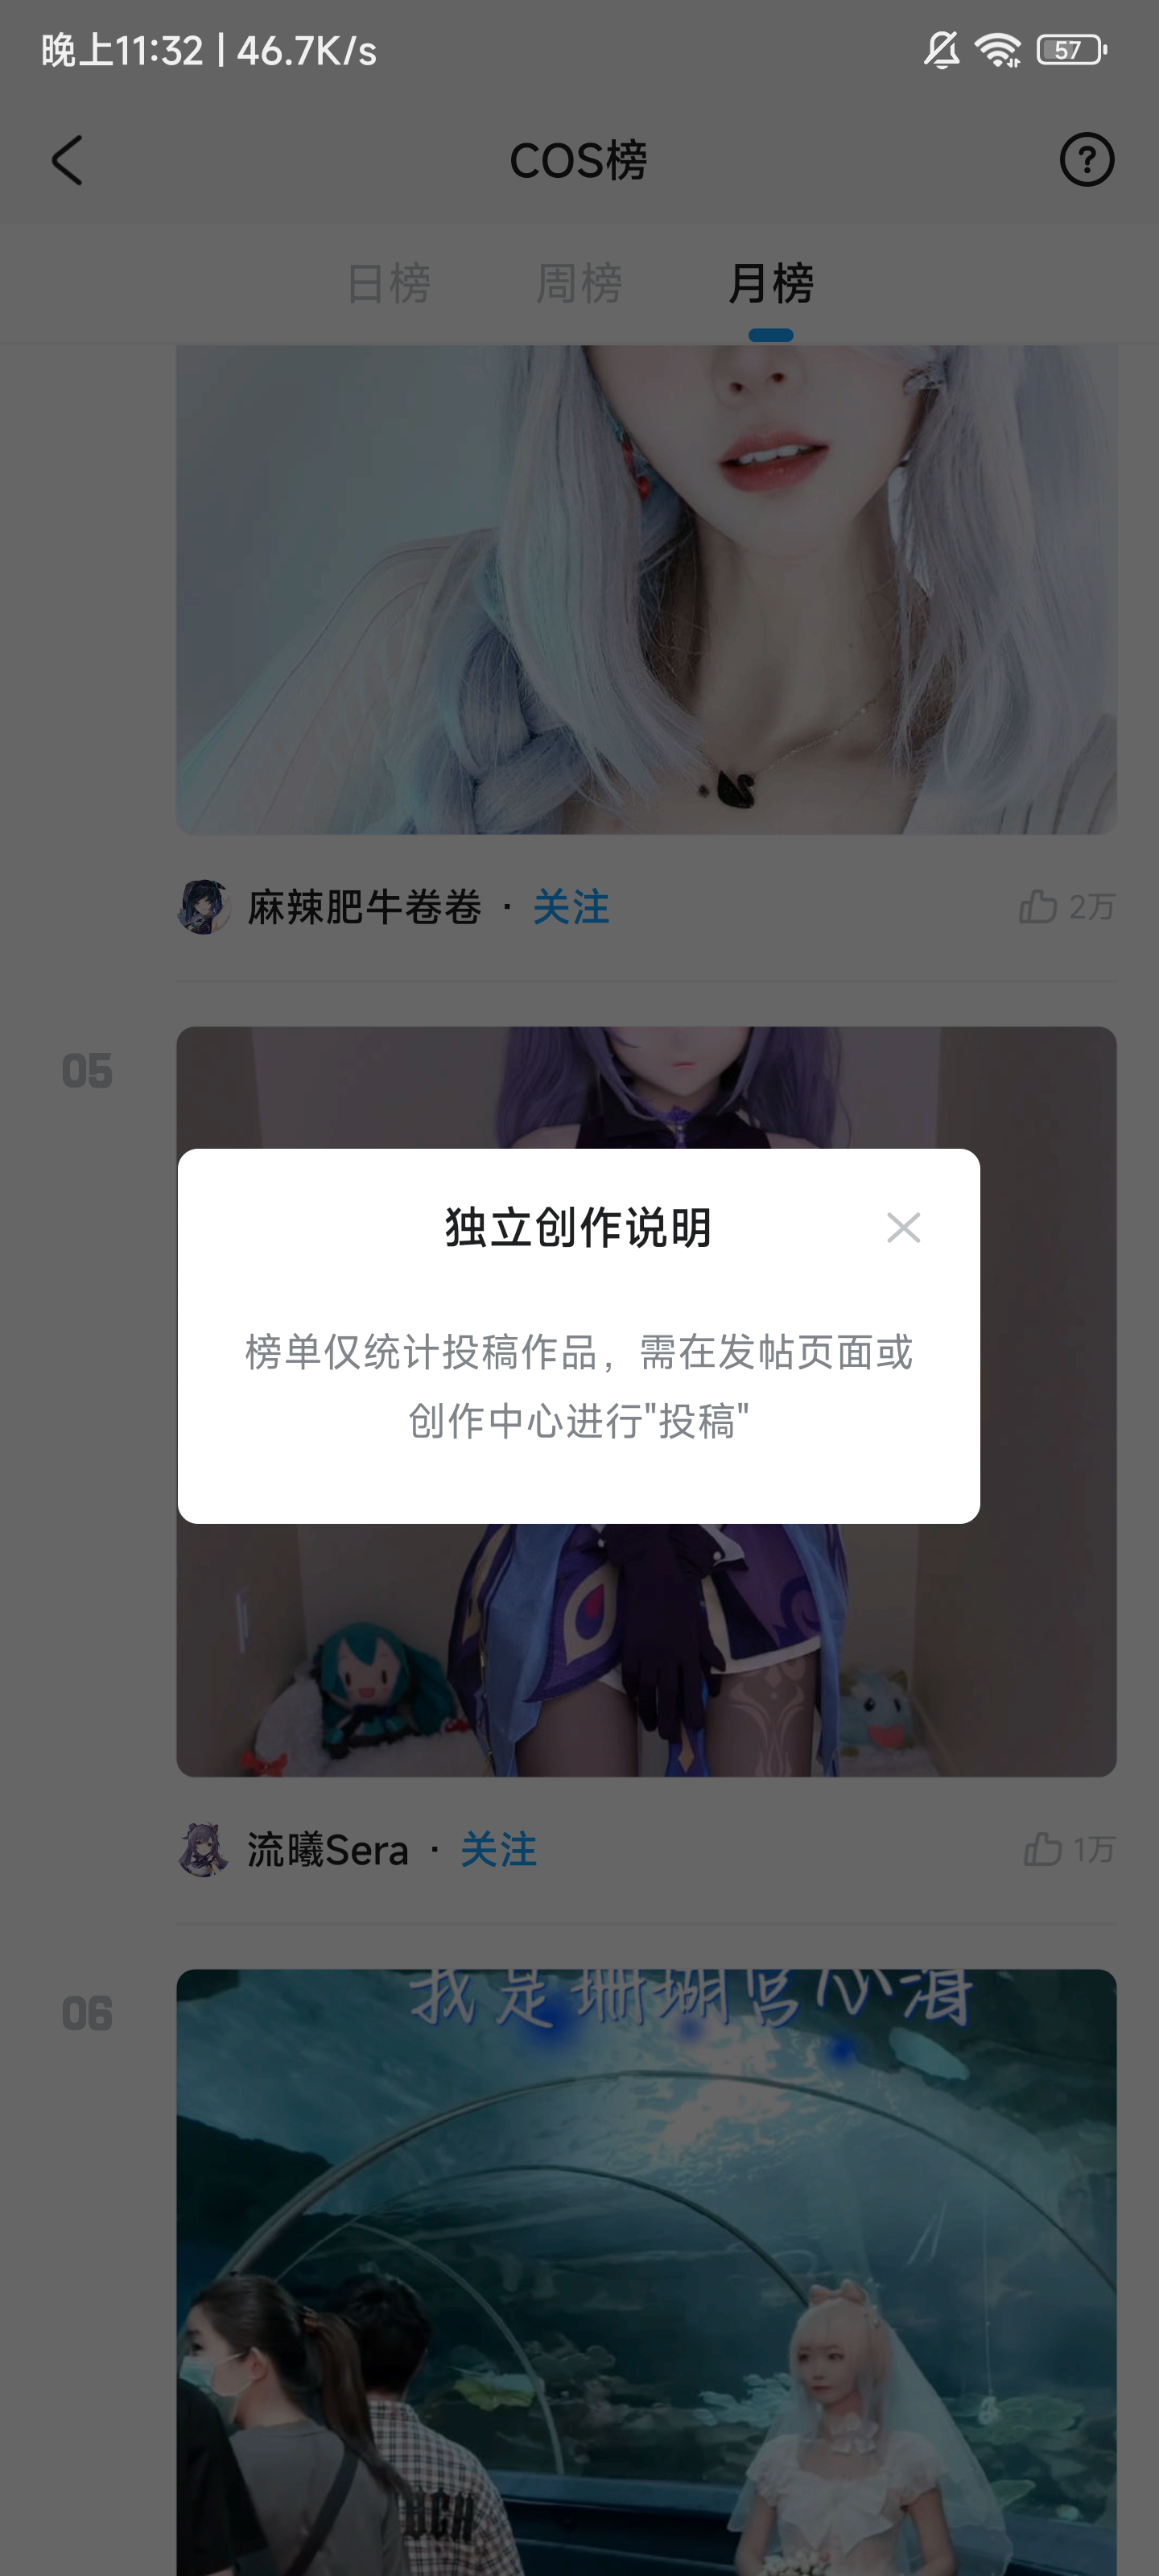 晚上11:32 | 46.7K/s
57
COS榜
日榜
周榜
月榜
麻辣肥牛卷卷 · 关注
2万
05
独立创作说明
榜单仅统计投稿作品，需在发帖页面或
创作中心进行"投稿"
流曦Sera · 关注
1万
06
我是珊瑚宫心海